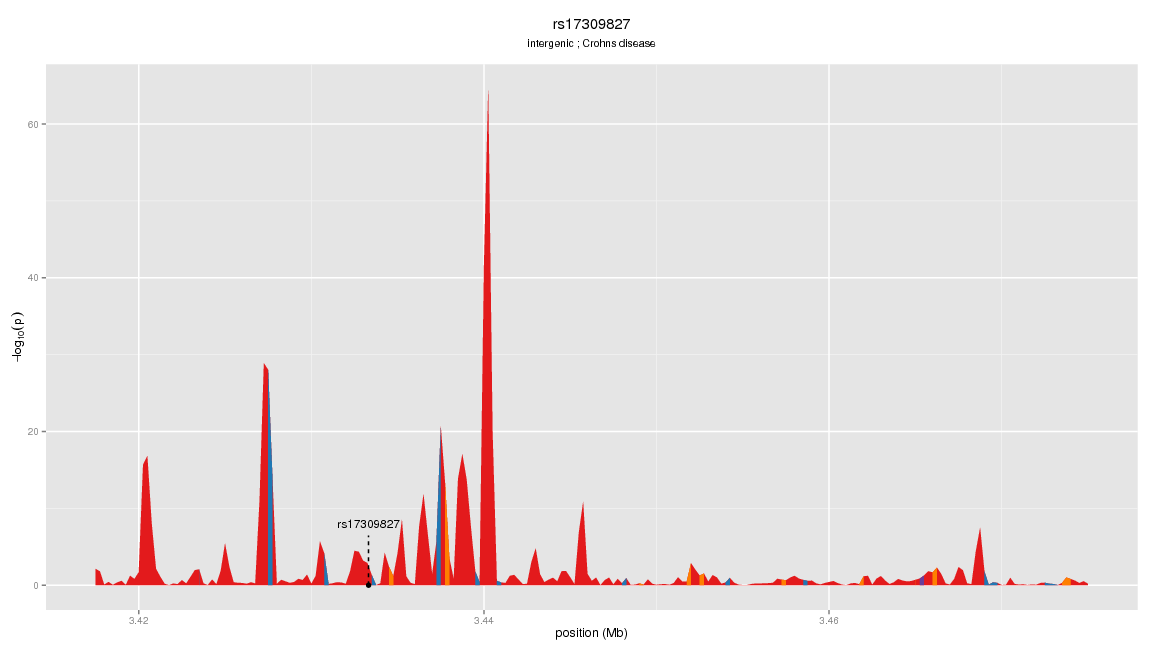 rs17309827
intergenic ; Crohns disease
60
40
20
0
−log10(p)
rs17309827
3.42
3.44
3.46
position (Mb)